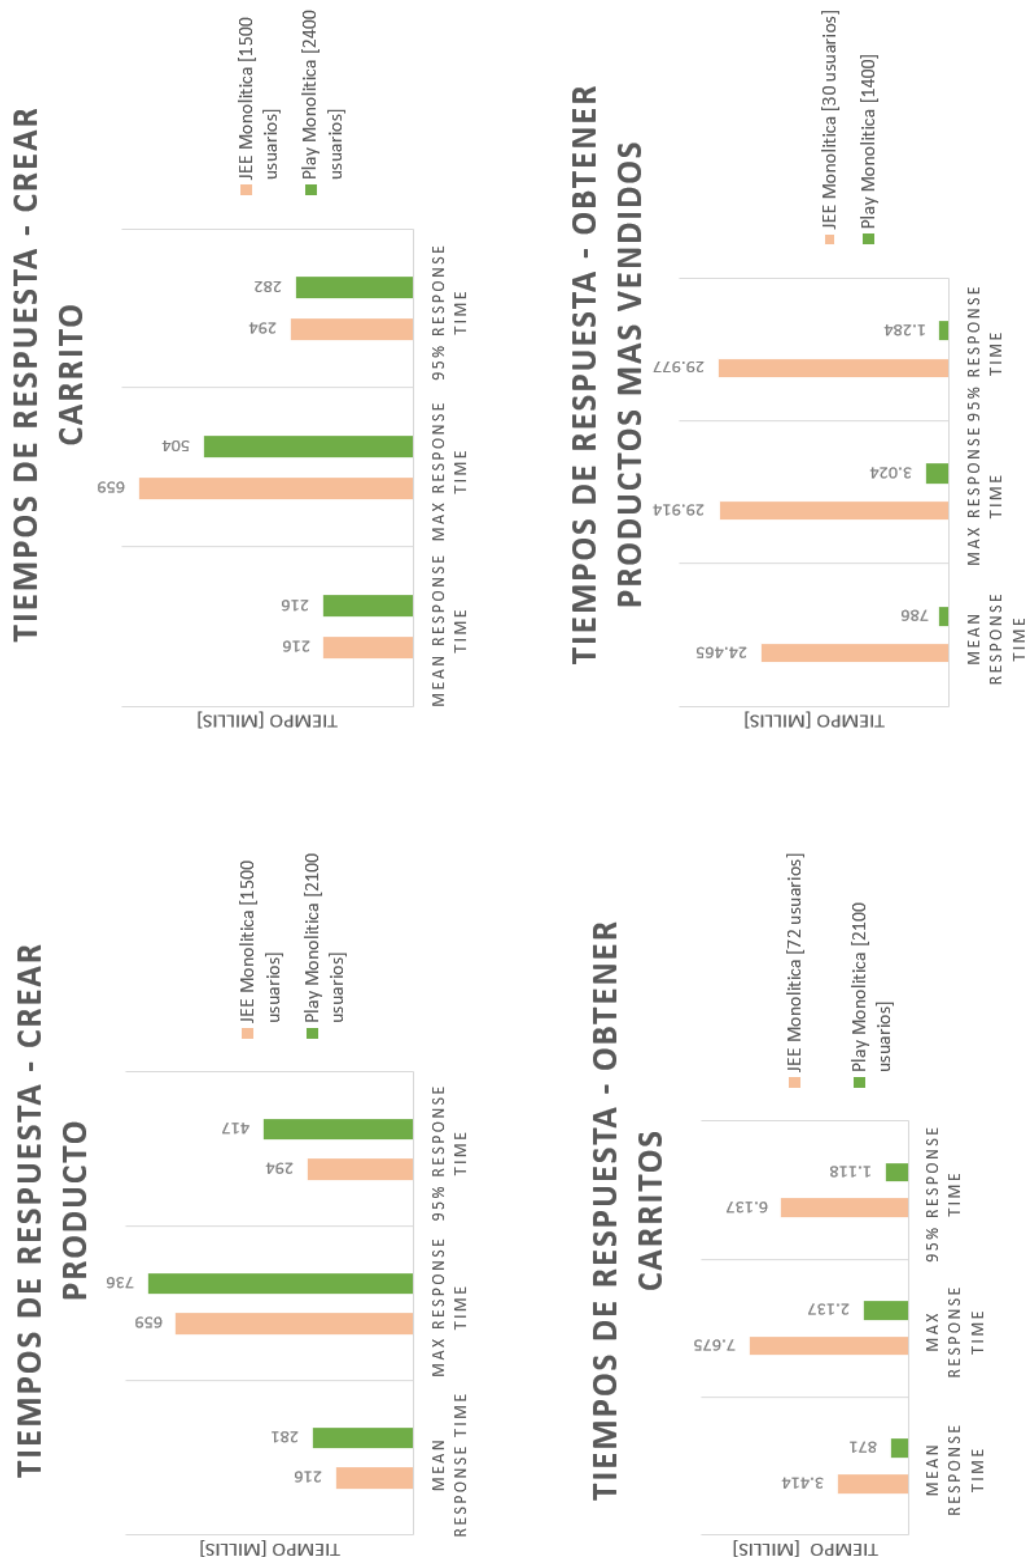 TIEMPOS DE RESPUESTA - CREAR
PRODUCTO
TIEMPO [MILLIS]
216
281
659
736
294
417
MEAN
RESPONSE TIME
MAX RESPONSE
TIME
95% RESPONSE
TIME
JEE Monolitica [1500
usuarios]
Play Monolitica [2100
usuarios]
TIEMPOS DE RESPUESTA - CREAR
CARRITO
TIEMPO [MILLIS]
216
216
659
504
294
282
MEAN RESPONSE
TIME
MAX RESPONSE
TIME
95% RESPONSE
TIME
JEE Monolitica [1500
usuarios]
Play Monolitica [2400
usuarios]
TIEMPOS DE RESPUESTA - OBTENER
CARRITOS
TIEMPO [MILLIS]
3.414
871
7.675
2.137
6.137
1.118
MEAN
RESPONSE
TIME
MAX
RESPONSE
TIME
95% RESPONSE
TIME
JEE Monolitica [72 usuarios]
Play Monolitica [2100
usuarios]
TIEMPOS DE RESPUESTA - OBTENER
PRODUCTOS MAS VENDIDOS
TIEMPO [MILLIS]
24.465
786
29.914
3.024
29.977
1.284
MEAN
RESPONSE
TIME
MAX RESPONSE
TIME
95% RESPONSE
TIME
JEE Monolitica [30 usuarios]
Play Monolitica [1400]